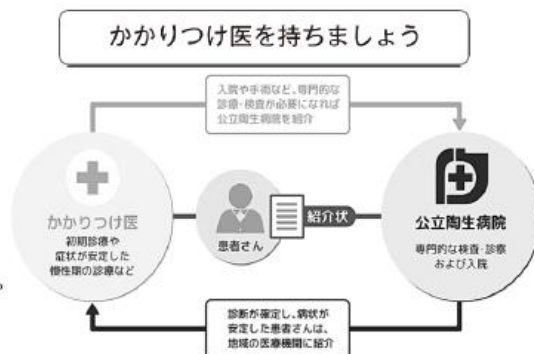 かかりつけ医を持ちましょう
入院や手術など、専門的な
診療・検査が必要になれば
公立陶生病院を紹介
かかりつけ医
初期診療や
症状が安定した
慢性期の診療など
患者さん
紹介状
公立陶生病院
専門的な検査・診察
および入院
。
診断が確定し、病状が
安定した患者さんは、
地域の医療機関に紹介